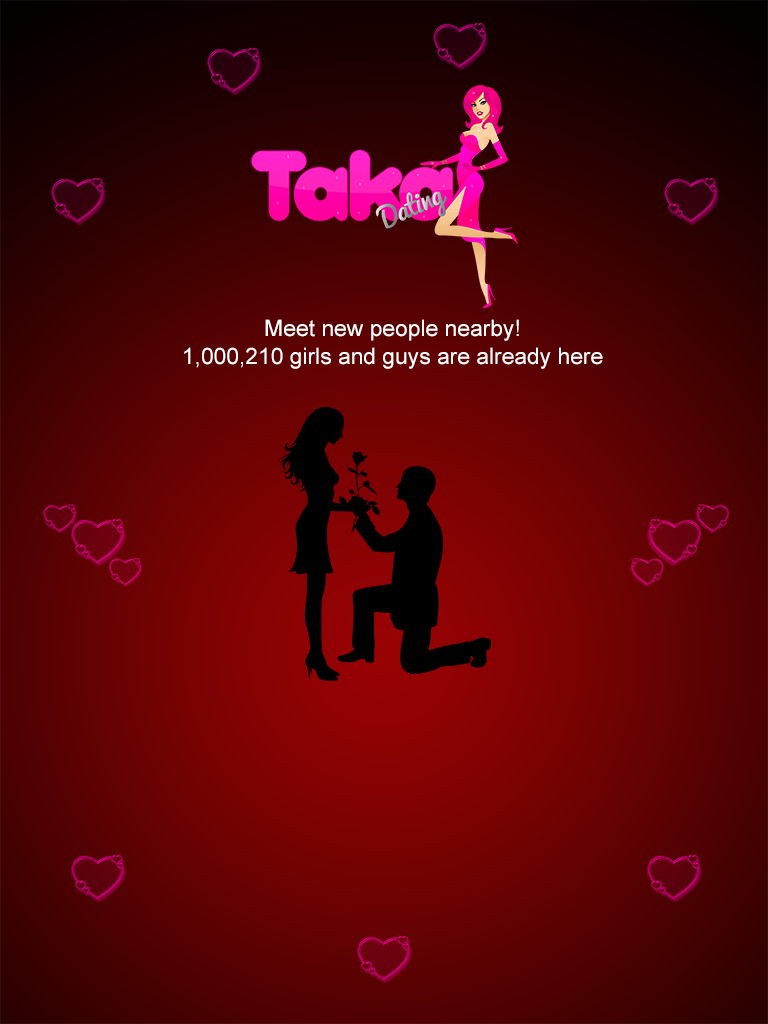 Taka
Dating
Meet new people nearby!
1,000,210 girls and guys are already here